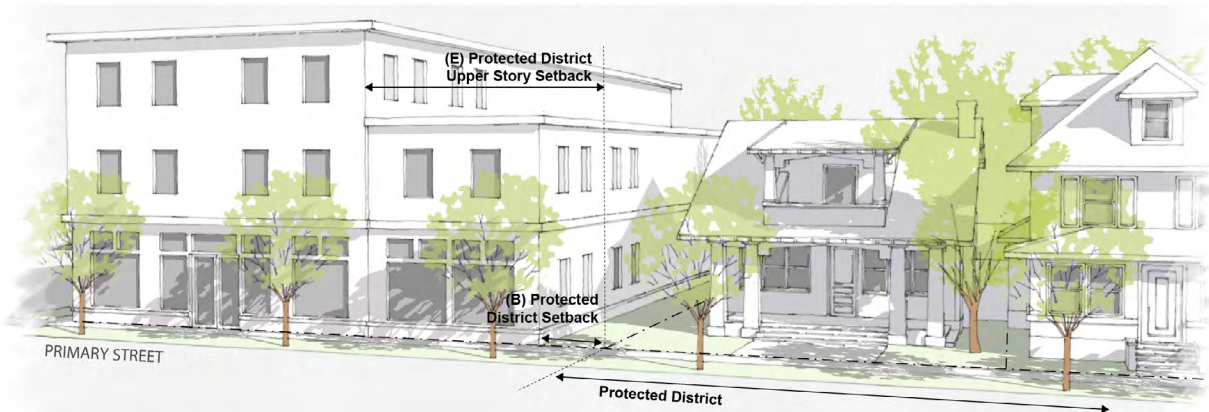 (E) Protected District
Upper Story Setback
(B) Protected
District Setback
PRIMARY STREET
Protected District